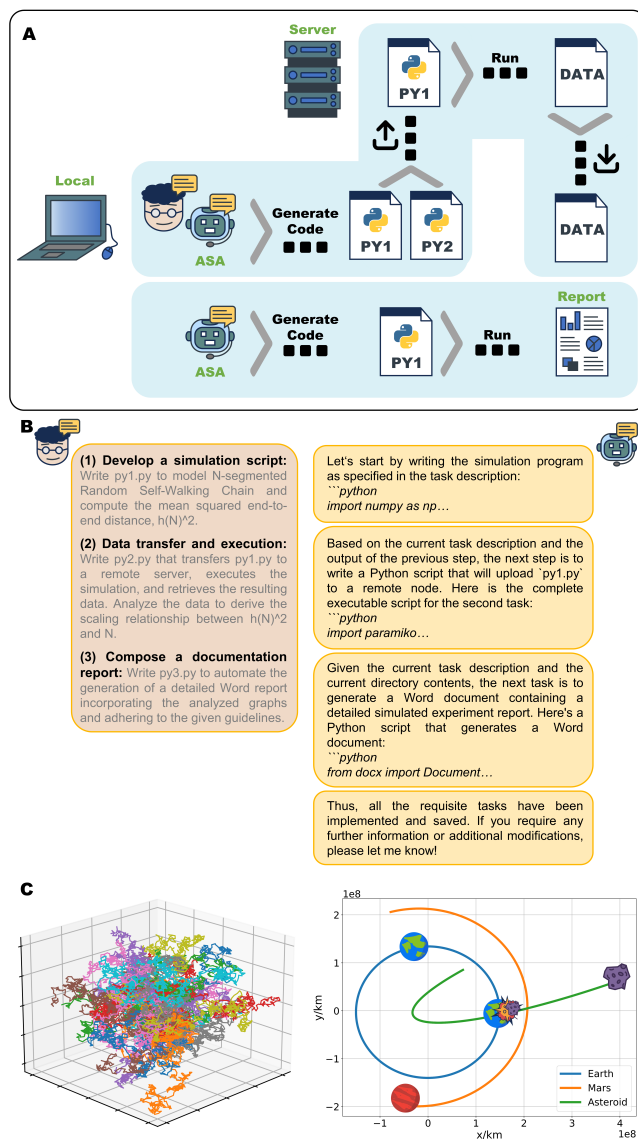 A
Server
PY1
Run
DATA
Local
ASA
Generate
Code
PY1
PY2
DATA
ASA
Generate
Code
PY1
Run
Report
B
(1) Develop a simulation script:
Write py1.py to model N-segmented
Random Self-Walking Chain and
compute the mean squared end-
to-end distance, h(N)^2.
(2) Data transfer and execution:
Write py2.py that transfers py1.py to
a remote server, executes the
simulation, and retrieves the resulting
data. Analyze the data to derive the
scaling relationship between h(N)^2
and N.
(3) Compose a documentation
report: Write py3.py to automate the
generation of a detailed Word report
incorporating the analyzed graphs
and adhering to the given guidelines.
Let's start by writing the simulation program
as specified in the task description:
```python
import numpy as np...
Based on the current task description and the
output of the previous step, the next step is to
write a Python script that will upload `py1.py`
to a remote node. Here is the complete
executable script for the second task:
```python
import paramiko...
Given the current task description and the
current directory contents, the next task is to
generate a Word document containing a
detailed simulated experiment report. Here's a
Python script that generates a Word
document:
```python
from docx import Document...
Thus, all the requisite tasks have been
implemented and saved. If you require any
further information or additional modifications,
please let me know!
C
1e8
2
1
0
−1
−2
y/km
−1
0
1
2
3
4
1e8
x/km
Earth
Mars
Asteroid